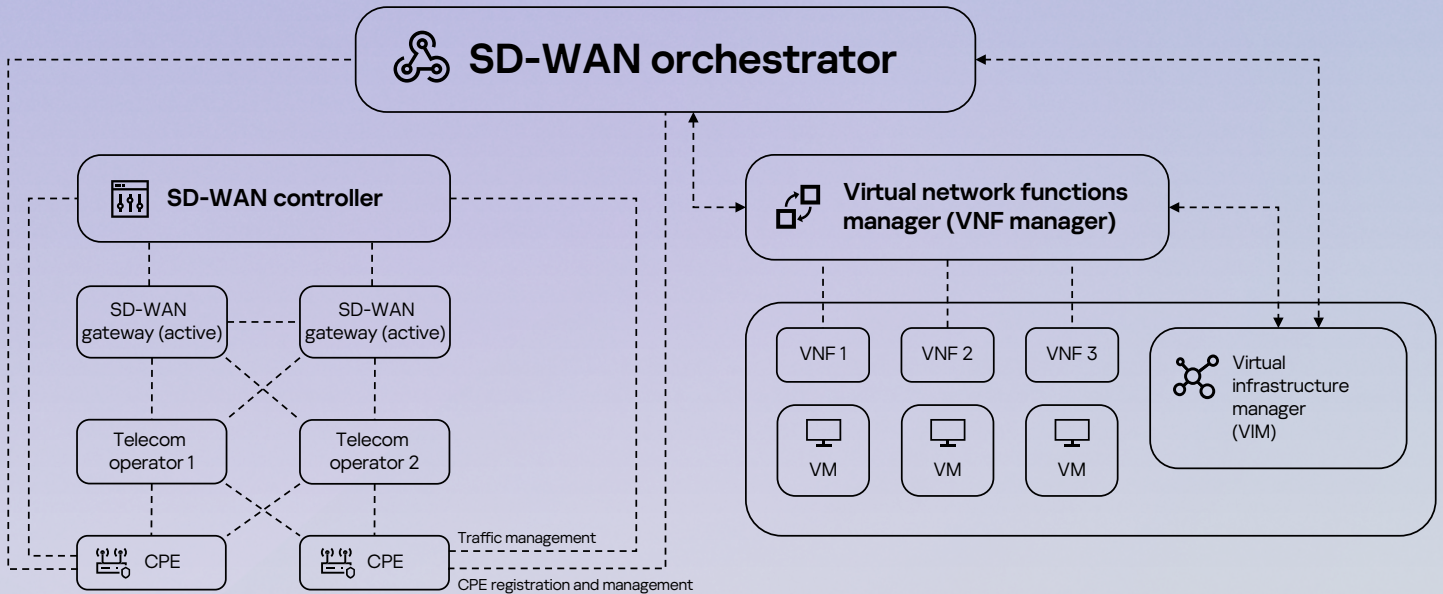 SD-WAN orchestrator
SD-WAN controller
SD-WAN
gateway (active)
SD-WAN
gateway (active)
Telecom
operator 1
Telecom
operator 2
CPE
CPE
Traffic management
CPE registration and management
Virtual network functions
manager (VNF manager)
VNF 1
VNF 2
VNF 3
VM
VM
VM
Virtual
infrastructure
manager
(VIM)